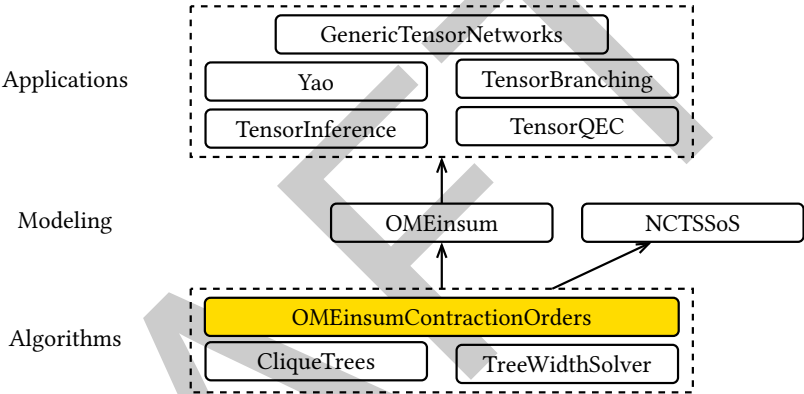 GenericTensorNetworks
Applications
Yao
TensorBranching
TensorInference
TensorQEC
Modeling
OMEinsum
NCTSSoS
Algorithms
OMEinsumContractionOrders
CliqueTrees
TreeWidthSolver